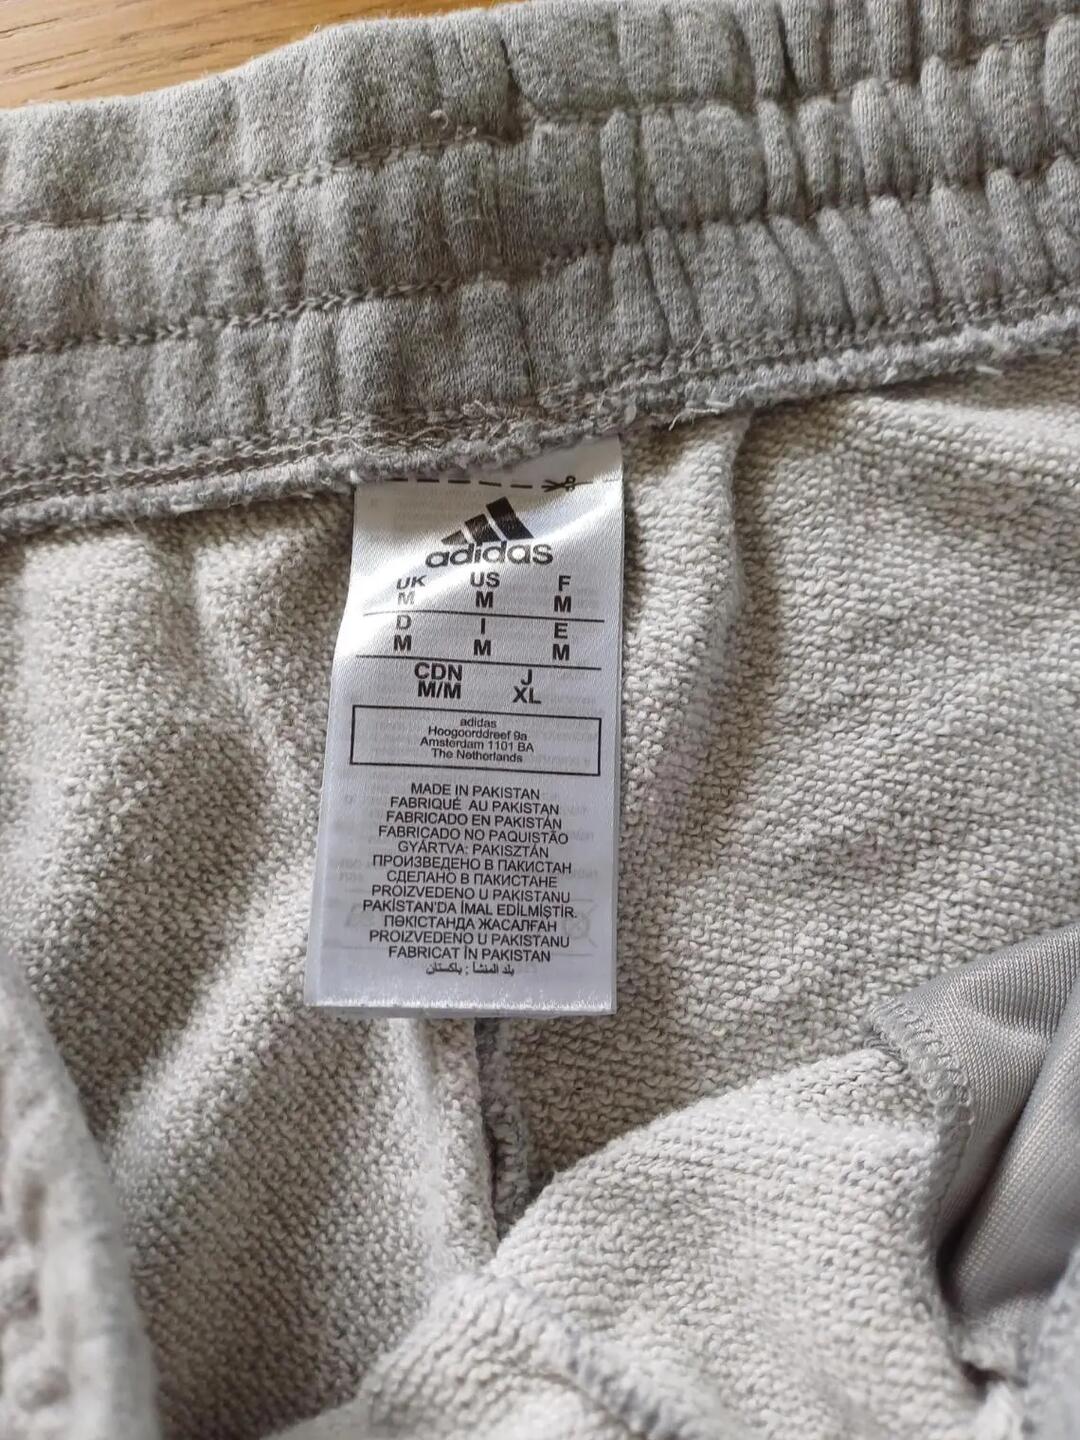 adidas
UK US F
M M M
D I E
M M M
CDN J
M/M XL
adidas
Hoogoorddreef 9a
Amsterdam 1101 BA
The Netherlands
MADE IN PAKISTAN
FABRIQUÉ AU PAKISTAN
FABRICADO EN PAKISTÁN
FABRICADO NO PAQUISTÃO
GYÁRTVA: PAKISZTÁN
ПРОИЗВЕДЕНО В ПАКИСТАН
СДЕЛАНО В ПАКИСТАНЕ
PROIZVEDENO U PAKISTANU
PAKİSTAN'DA İMAL EDİLMİŞTİR.
ПӘКІСТАНДА ЖАСАЛҒАН
PROIZVEDENO U PAKISTANU
FABRICAT ÎN PAKISTAN
بلد المنشأ : باكستان